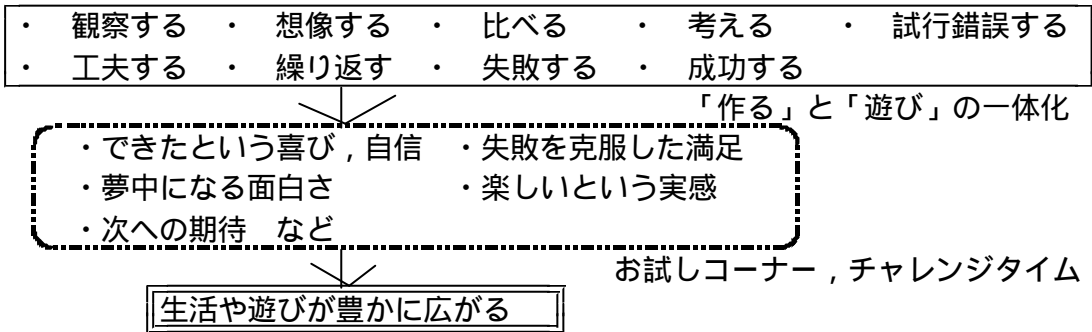 ・ 観察する ・ 想像する ・ 比べる ・ 考える ・ 試行錯誤する
・ 工夫する ・ 繰り返す ・ 失敗する ・ 成功する
「作る」と「遊び」の一体化
・できたという喜び，自信 ・失敗を克服した満足
・夢中になる面白さ ・楽しいという実感
・次への期待 など
お試しコーナー，チャレンジタイム
生活や遊びが豊かに広がる